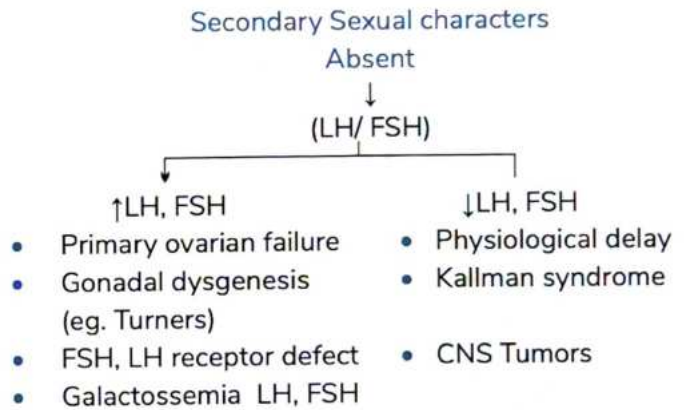 Secondary Sexual characters
Absent
↓
(LH/ FSH)
↑LH, FSH
• Primary ovarian failure
• Gonadal dysgenesis
(eg. Turners)
• FSH, LH receptor defect
• Galactossemia LH, FSH
↓LH, FSH
• Physiological delay
• Kallman syndrome
• CNS Tumors